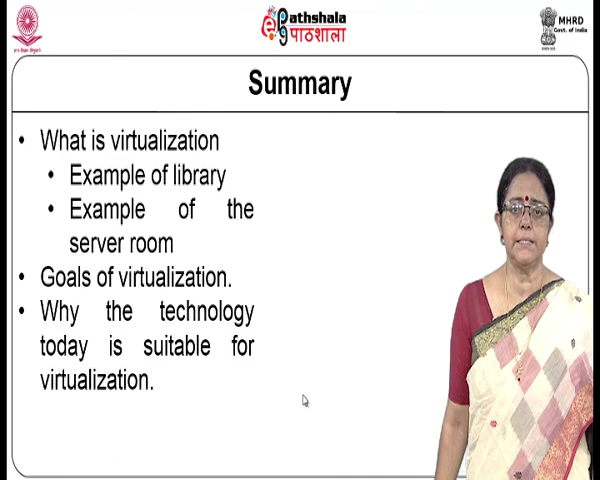 Pathshala
पाठशाला
MHRD
Govt. of India
Summary
• What is virtualization
• Example of library
• Example of the
server room
• Goals of virtualization.
• Why the technology
today is suitable for
virtualization.